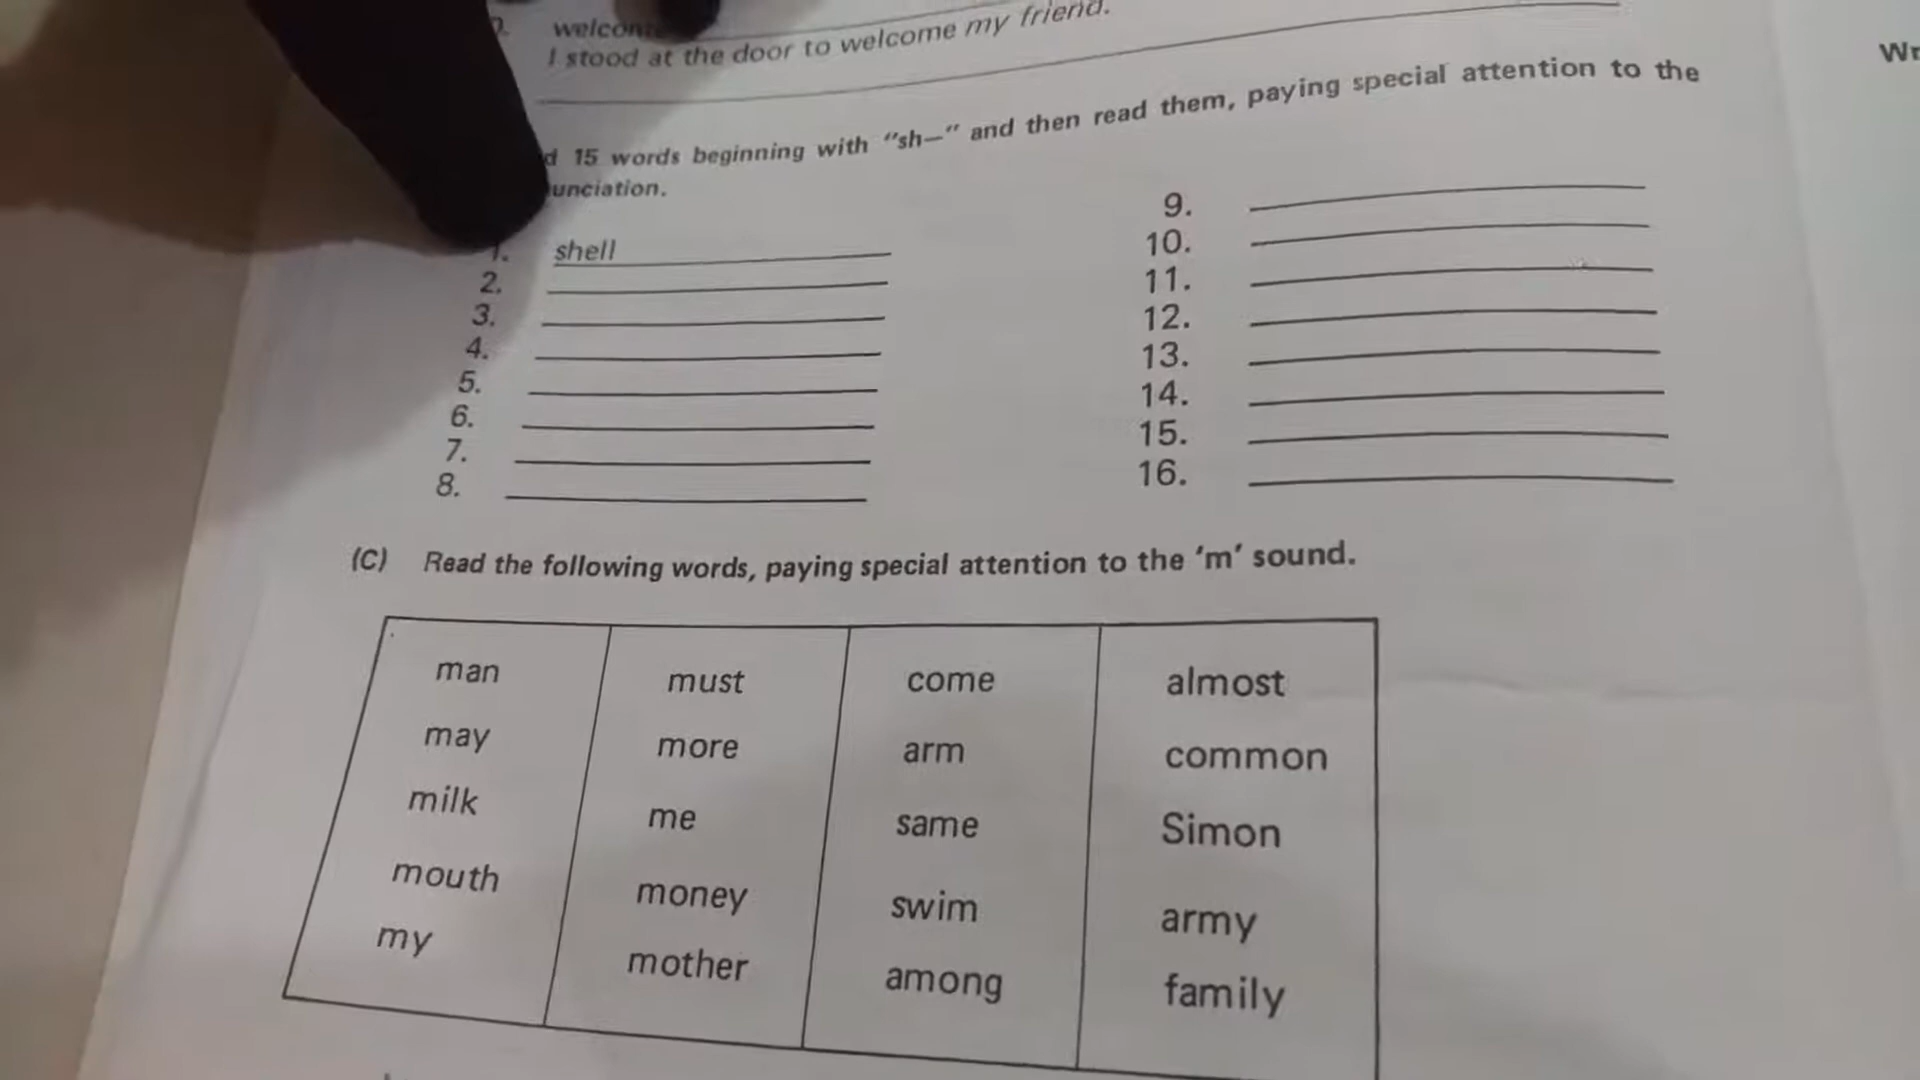 I stood at the door to welcome my friend.
15 words beginning with "sh—" and then read them, paying special attention to the
unciation.
1. shell
2.
3.
4.
5.
6.
7.
8.
9.
10.
11.
12.
13.
14.
15.
16.
(C) Read the following words, paying special attention to the 'm' sound.
man must come almost
may more arm common
milk me same Simon
mouth money swim army
my mother among family